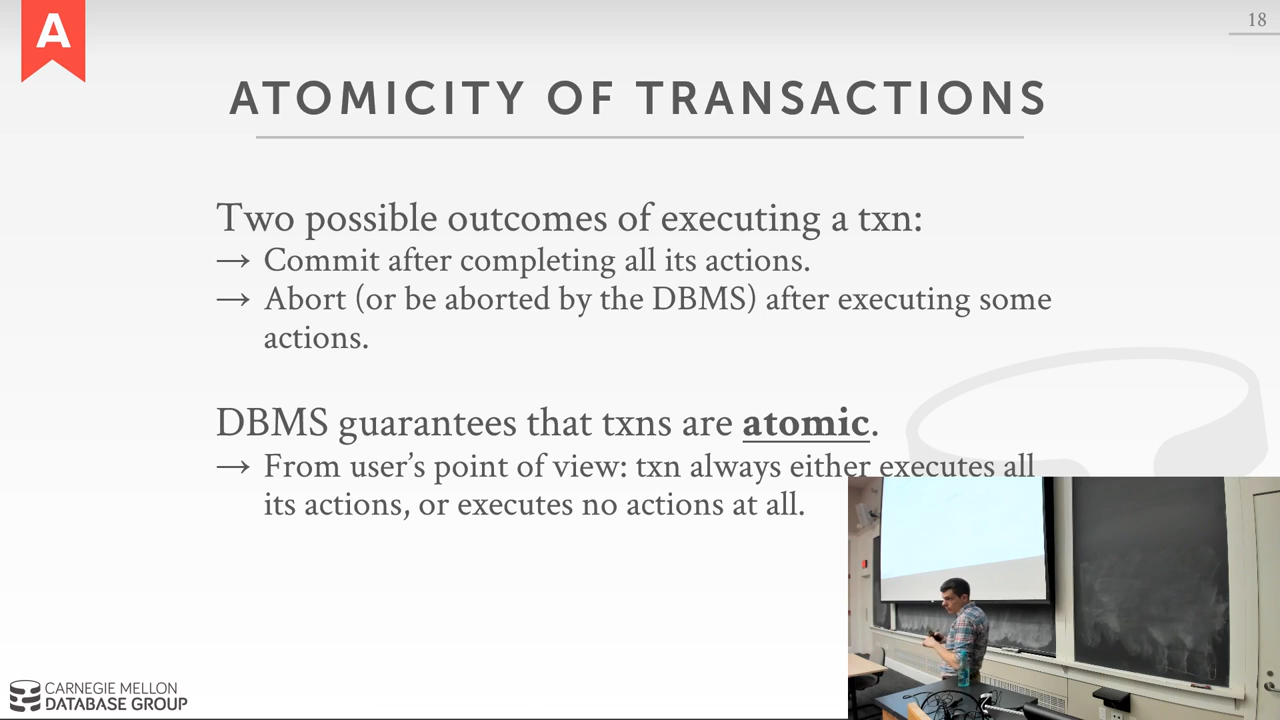 A
18
ATOMICITY OF TRANSACTIONS
Two possible outcomes of executing a txn:
→ Commit after completing all its actions.
→ Abort (or be aborted by the DBMS) after executing some
actions.
DBMS guarantees that txns are atomic.
→ From user’s point of view: txn always either executes all
its actions, or executes no actions at all.
CARNEGIE MELLON
DATABASE GROUP